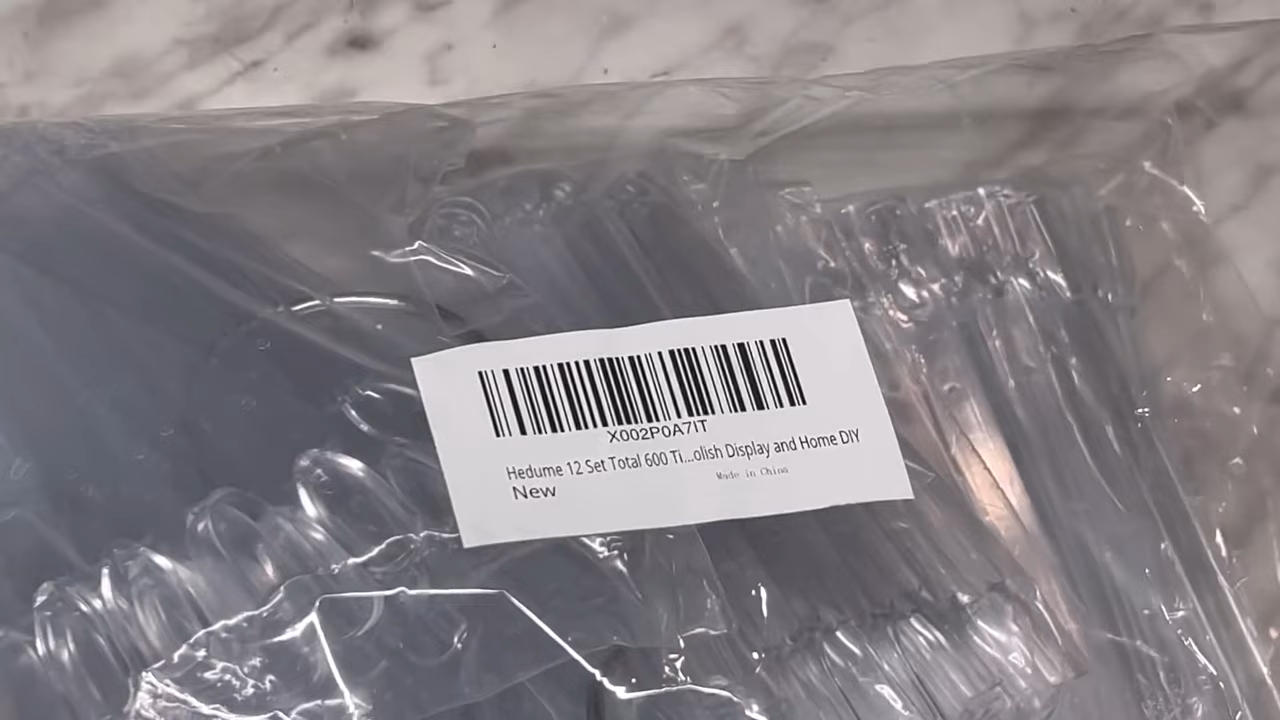 X002P0A7IT
Hedume 12 Set Total 600 Ti...olish Display and Home DIY
New
Made in China